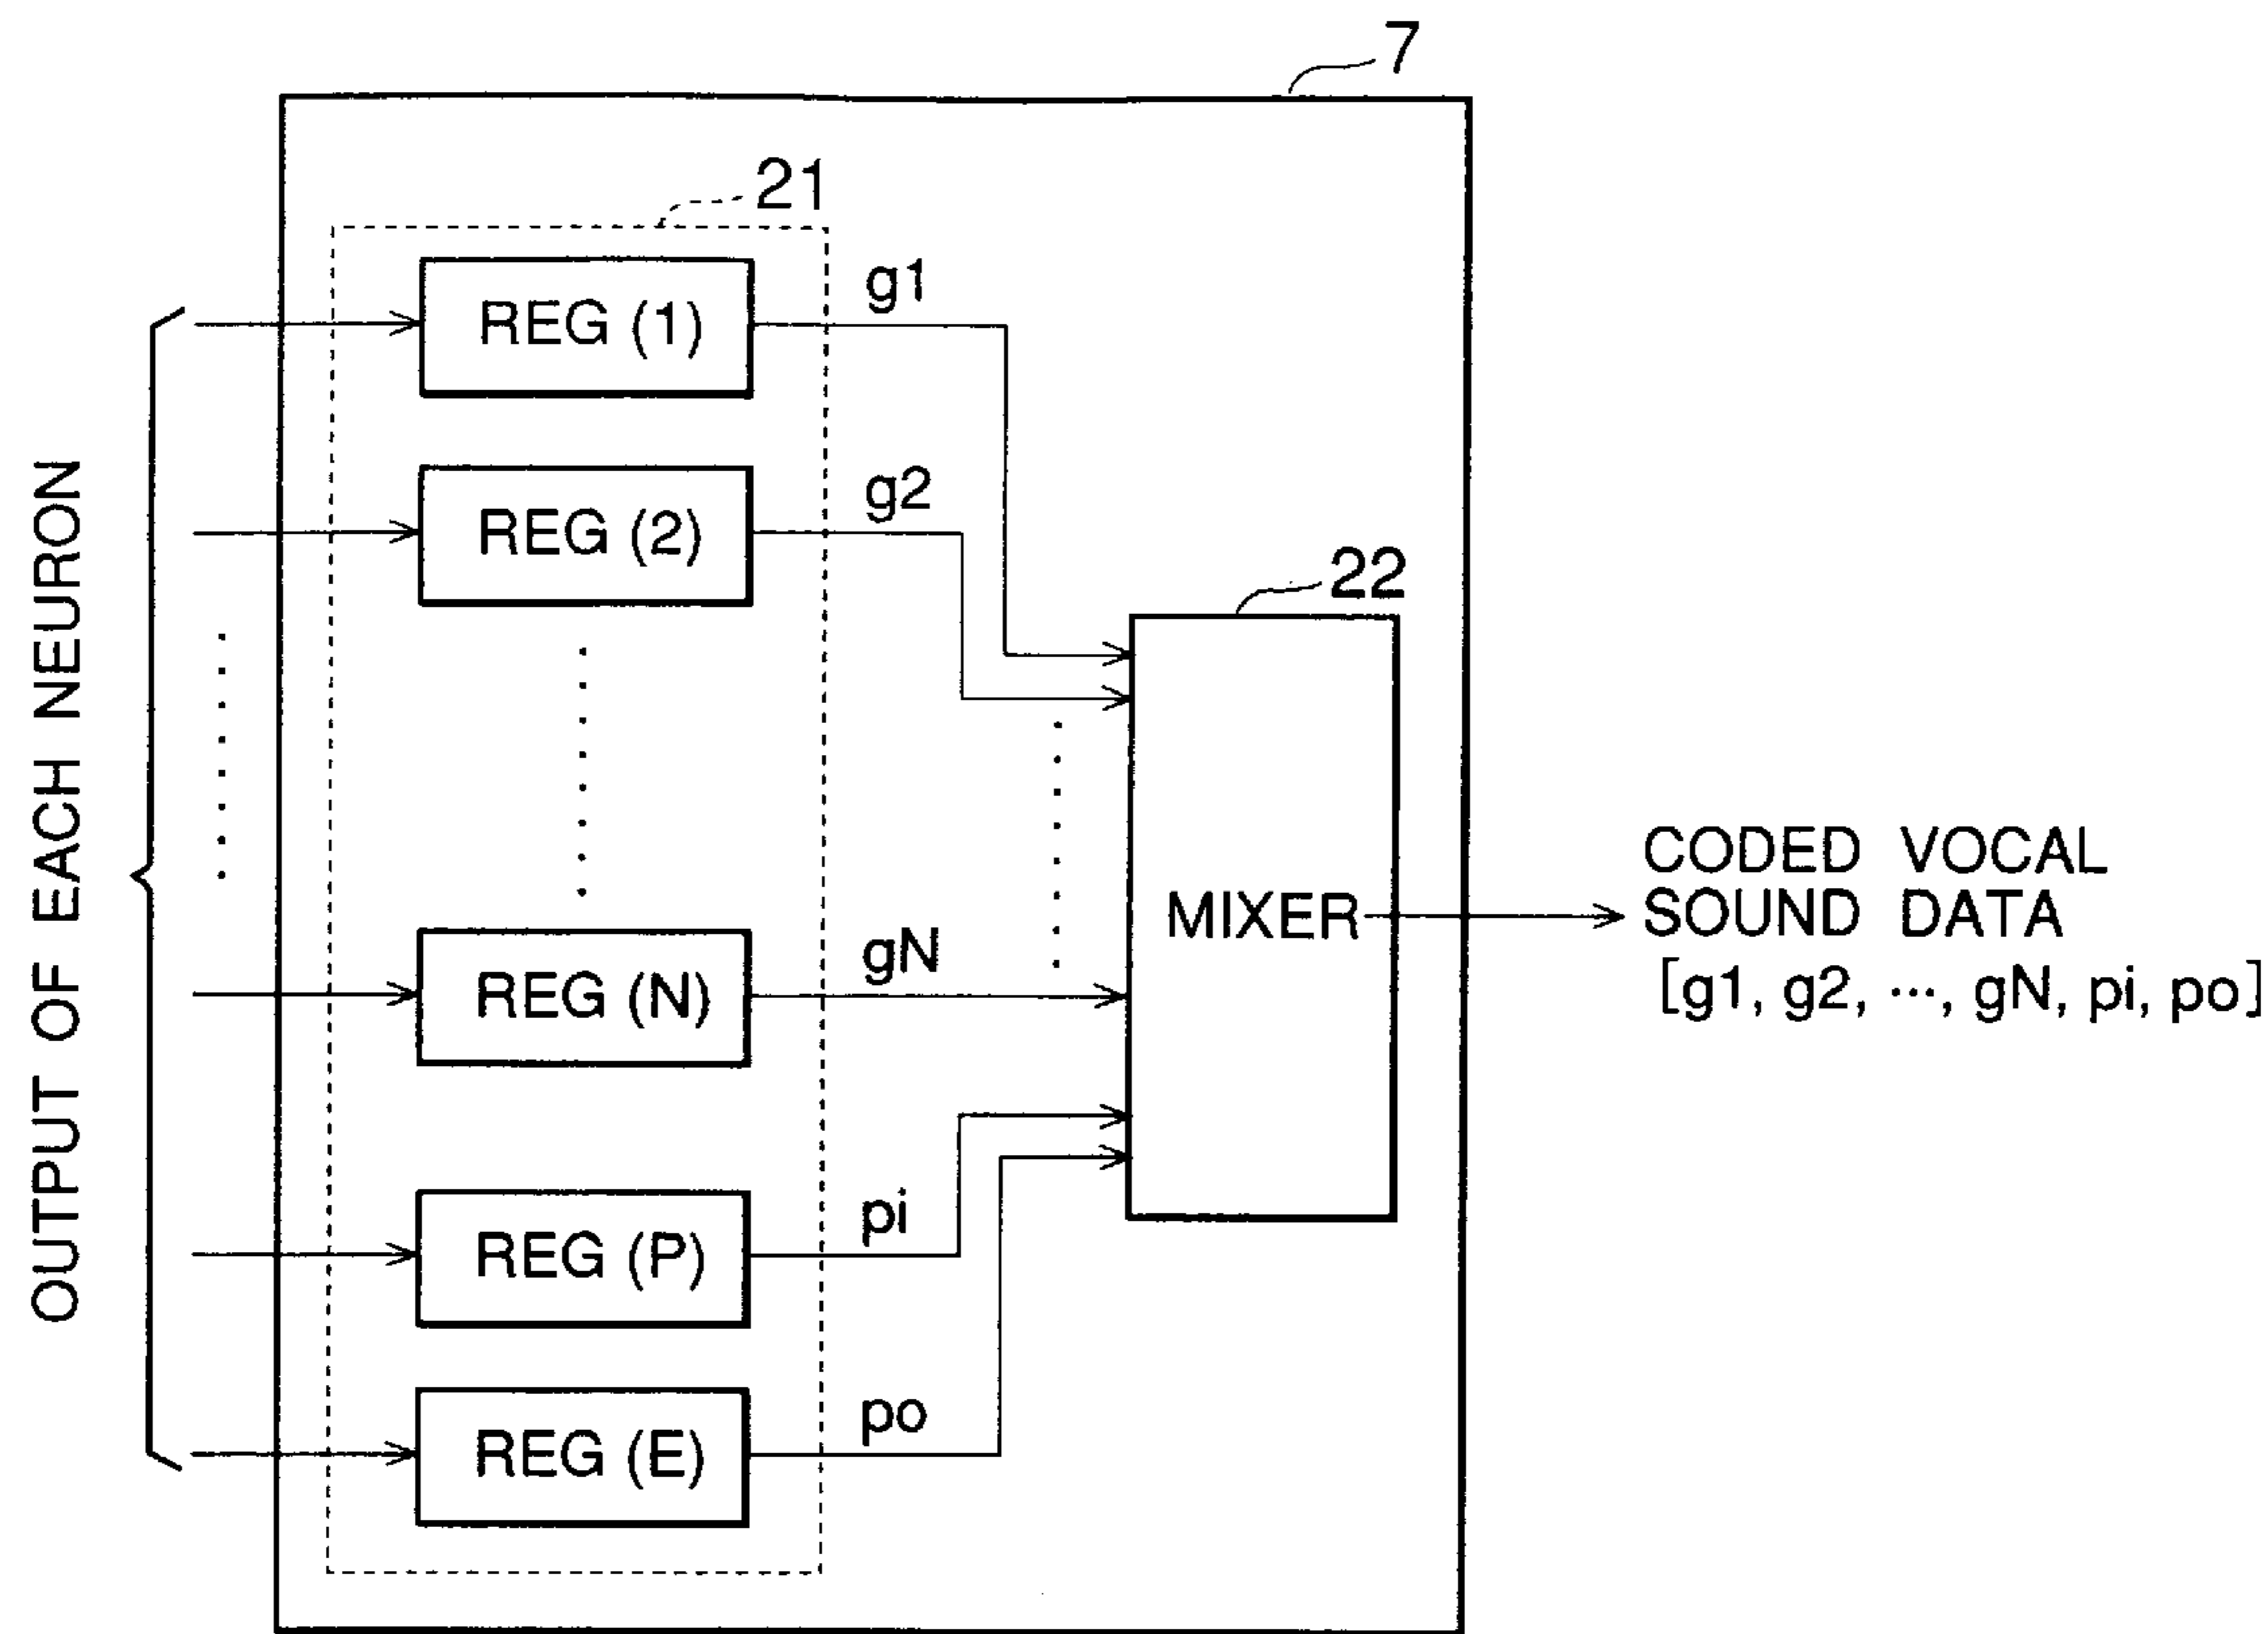 7
21
OUTPUT OF EACH NEURON
REG (1)
g1
REG (2)
g2
22
MIXER
CODED VOCAL
SOUND DATA
[g1, g2, ···, gN, pi, po]
REG (N)
gN
REG (P)
pi
REG (E)
po